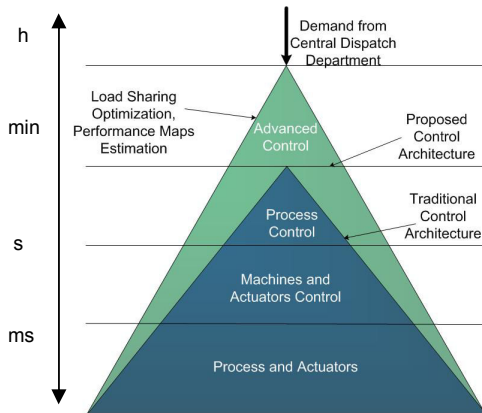 h
Demand from
Central Dispatch
Department
Load Sharing
Optimization,
Performance Maps
Estimation
min
Advanced
Control
Proposed
Control
Architecture
Traditional
Control
Architecture
Process
Control
s
Machines and
Actuators Control
ms
Process and Actuators